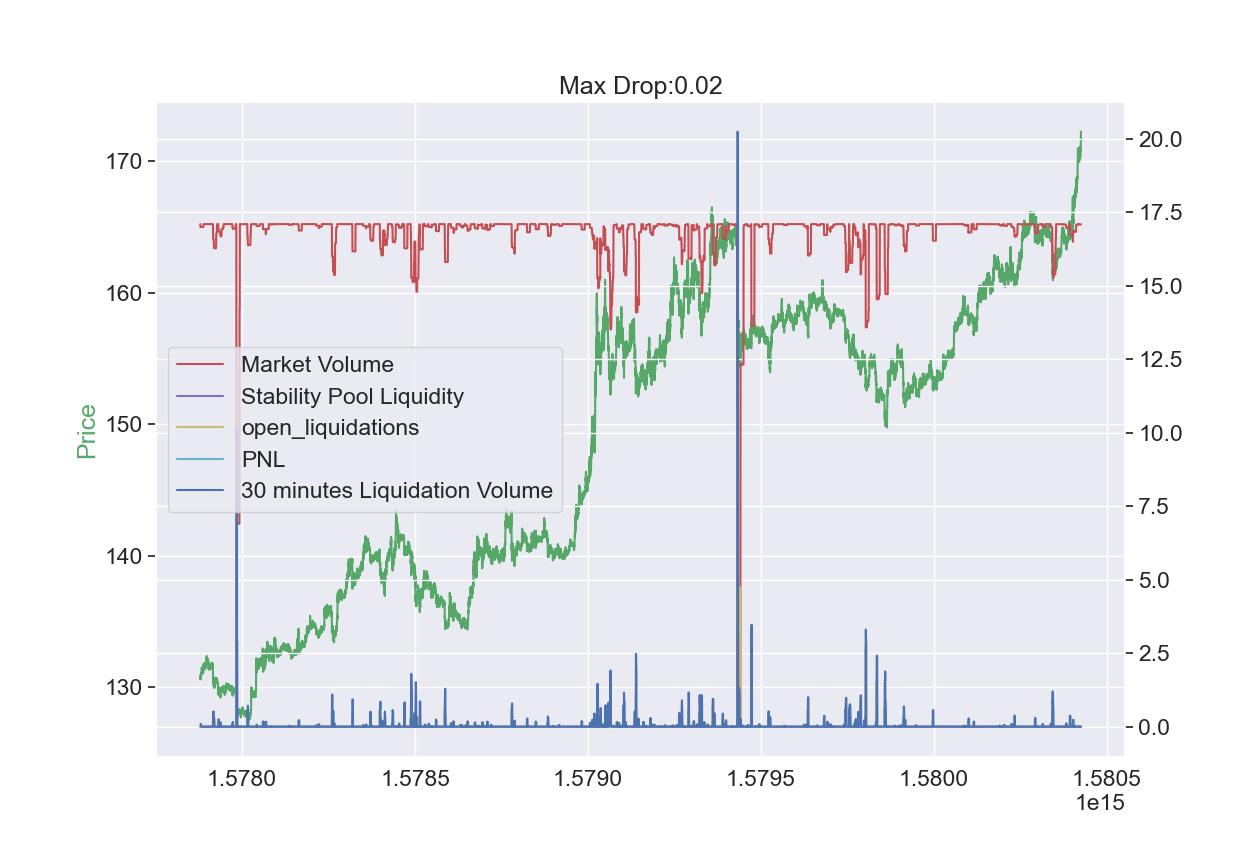 Max Drop:0.02
170
160
150
140
130
Price
20.0
17.5
15.0
12.5
10.0
7.5
5.0
2.5
0.0
Market Volume
Stability Pool Liquidity
open_liquidations
PNL
30 minutes Liquidation Volume
1.5780 1.5785 1.5790 1.5795 1.5800 1.5805
1e15